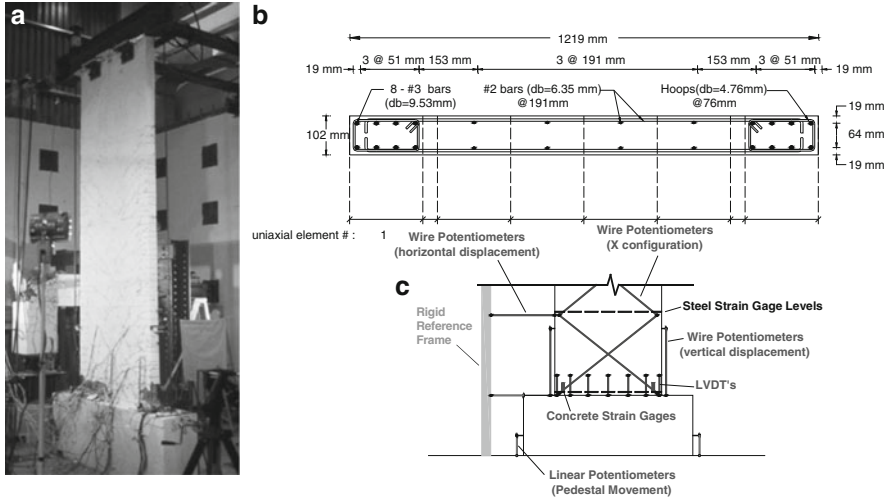 a
b
1219 mm
3 @ 51 mm 153 mm 3 @ 191 mm 153 mm 3 @ 51 mm
19 mm 19 mm
8 - #3 bars
(db=9.53mm)
#2 bars (db=6.35 mm)
@191mm
Hoops(db=4.76mm)
@76mm
19 mm
102 mm
64 mm
19 mm
uniaxial element # : 1
Wire Potentiometers
(horizontal displacement)
Wire Potentiometers
(X configuration)
c
Steel Strain Gage Levels
Rigid
Reference
Frame
Wire Potentiometers
(vertical displacement)
LVDT's
Concrete Strain Gages
Linear Potentiometers
(Pedestal Movement)